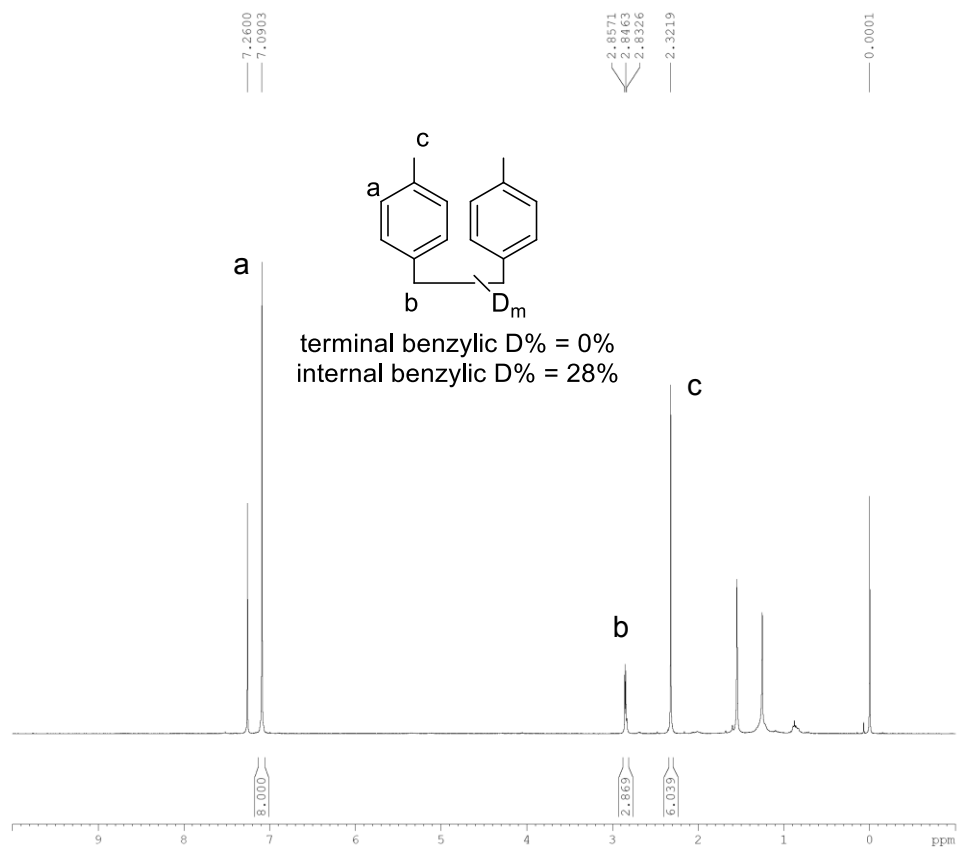 7.2600
7.0903
2.8571
2.8463
2.8326
2.3219
0.0001
c
a
a
b
D_m
terminal benzylic D% = 0%
internal benzylic D% = 28%
c
b
8.000
2.869
6.039
9 8 7 6 5 4 3 2 1 0 ppm